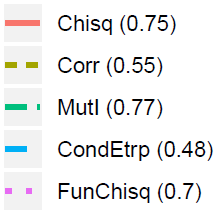 Chisq (0.75)
Corr (0.55)
MutI (0.77)
CondEtrp (0.48)
FunChisq (0.7)